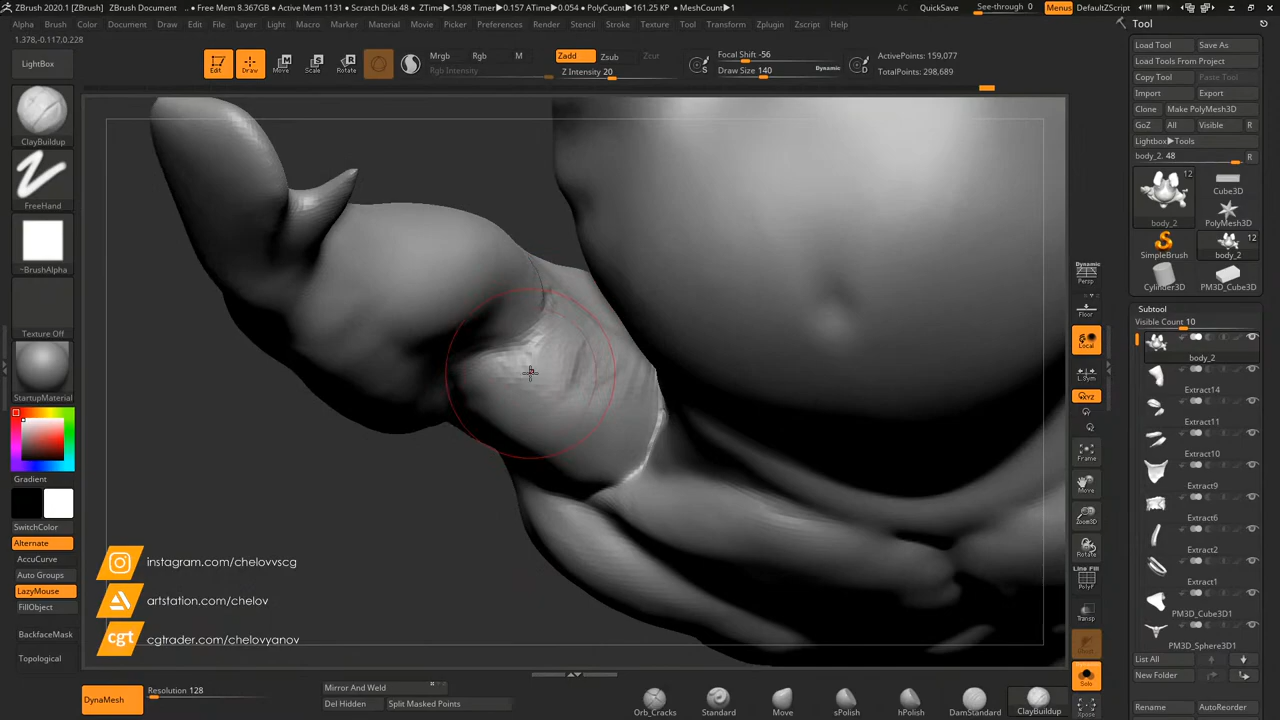 ZBrush 2020.1 [ZBrush] ZBrush Document • Free Mem 8.367GB • Active Mem 1131 • Scratch Disk 48 • ZTime▶1.598 Timer▶0.157 ATime▶0.054 • PolyCount▶161.25 KP • MeshCount▶1 AC QuickSave See-through 0 Menus DefaultZScript
Alpha Brush Color Document Draw Edit File Layer Light Macro Marker Material Movie Picker Preferences Render Stencil Stroke Texture Tool Transform Zplugin Zscript Help
1.378,-0.117,0.228
LightBox
Edit Draw Move Scale Rotate
Mrgb Rgb M
Rgb Intensity
Zadd Zsub Zcut
Z Intensity 20
S
Focal Shift -56
Draw Size 140 Dynamic
D
ActivePoints: 159,077
TotalPoints: 298,689
ClayBuildup
FreeHand
~BrushAlpha
Texture Off
StartupMaterial
Gradient
SwitchColor
Alternate
AccuCurve
Auto Groups
LazyMouse
FillObject
BackfaceMask
Topological
instagram.com/chelovvscg
artstation.com/chelov
cgt cgtrader.com/chelovyanov
DynaMesh
Resolution 128
Mirror And Weld
Del Hidden Split Masked Points
Orb_Cracks Standard Move sPolish hPolish DamStandard ClayBuildup
Dynamic
Persp
Floor
Local
L.Sym
XYZ
Frame
Move
Zoom3D
Rotate
Line Fill
PolyF
Transp
Ghost
Solo
Xpose
Tool
Load Tool Save As
Load Tools From Project
Copy Tool Paste Tool
Import Export
Clone Make PolyMesh3D
GoZ All Visible R
Lightbox▶Tools
body_2. 48 R
12
body_2
Cube3D
PolyMesh3D
SimpleBrush
12
body_2
Cylinder3D
PM3D_Cube3D
Subtool
Visible Count 10
body_2
Extract14
Extract11
Extract10
Extract9
Extract6
Extract2
Extract1
PM3D_Cube3D1
PM3D_Sphere3D1
List All
New Folder
Rename AutoReorder